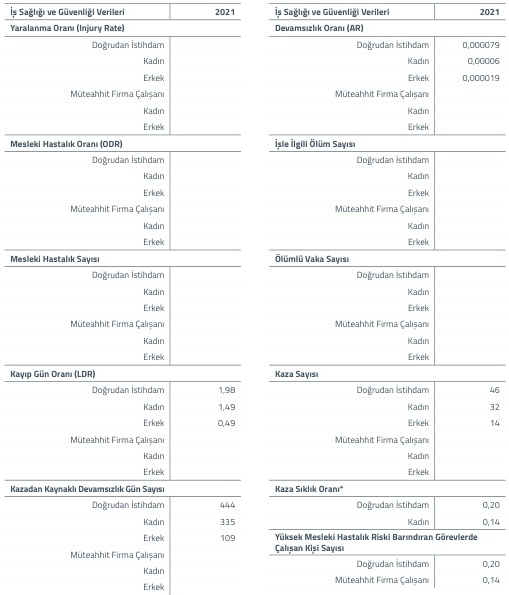 İş Sağlığı ve Güvenliği Verileri 2021
Yaralanma Oranı (Injury Rate)
Doğrudan İstihdam
Kadın
Erkek
Müteahhit Firma Çalışanı
Kadın
Erkek
Mesleki Hastalık Oranı (ODR)
Doğrudan İstihdam
Kadın
Erkek
Müteahhit Firma Çalışanı
Kadın
Erkek
Mesleki Hastalık Sayısı
Doğrudan İstihdam
Kadın
Erkek
Müteahhit Firma Çalışanı
Kadın
Erkek
Kayıp Gün Oranı (LDR)
Doğrudan İstihdam 1,98
Kadın 1,49
Erkek 0,49
Müteahhit Firma Çalışanı
Kadın
Erkek
Kazadan Kaynaklı Devamsızlık Gün Sayısı
Doğrudan İstihdam 444
Kadın 335
Erkek 109
Müteahhit Firma Çalışanı
Kadın
Erkek
İş Sağlığı ve Güvenliği Verileri 2021
Devamsızlık Oranı (AR)
Doğrudan İstihdam 0,000079
Kadın 0,00006
Erkek 0,000019
Müteahhit Firma Çalışanı
Kadın
Erkek
İşle İlgili Ölüm Sayısı
Doğrudan İstihdam
Kadın
Erkek
Müteahhit Firma Çalışanı
Kadın
Erkek
Ölümlü Vaka Sayısı
Doğrudan İstihdam
Kadın
Erkek
Müteahhit Firma Çalışanı
Kadın
Erkek
Kaza Sayısı
Doğrudan İstihdam 46
Kadın 32
Erkek 14
Müteahhit Firma Çalışanı
Kadın
Erkek
Kaza Sıklık Oranı*
Doğrudan İstihdam 0,20
Kadın 0,14
Yüksek Mesleki Hastalık Riski Barındıran Görevlerde
Çalışan Kişi Sayısı
Doğrudan İstihdam 0,20
Müteahhit Firma Çalışanı 0,14